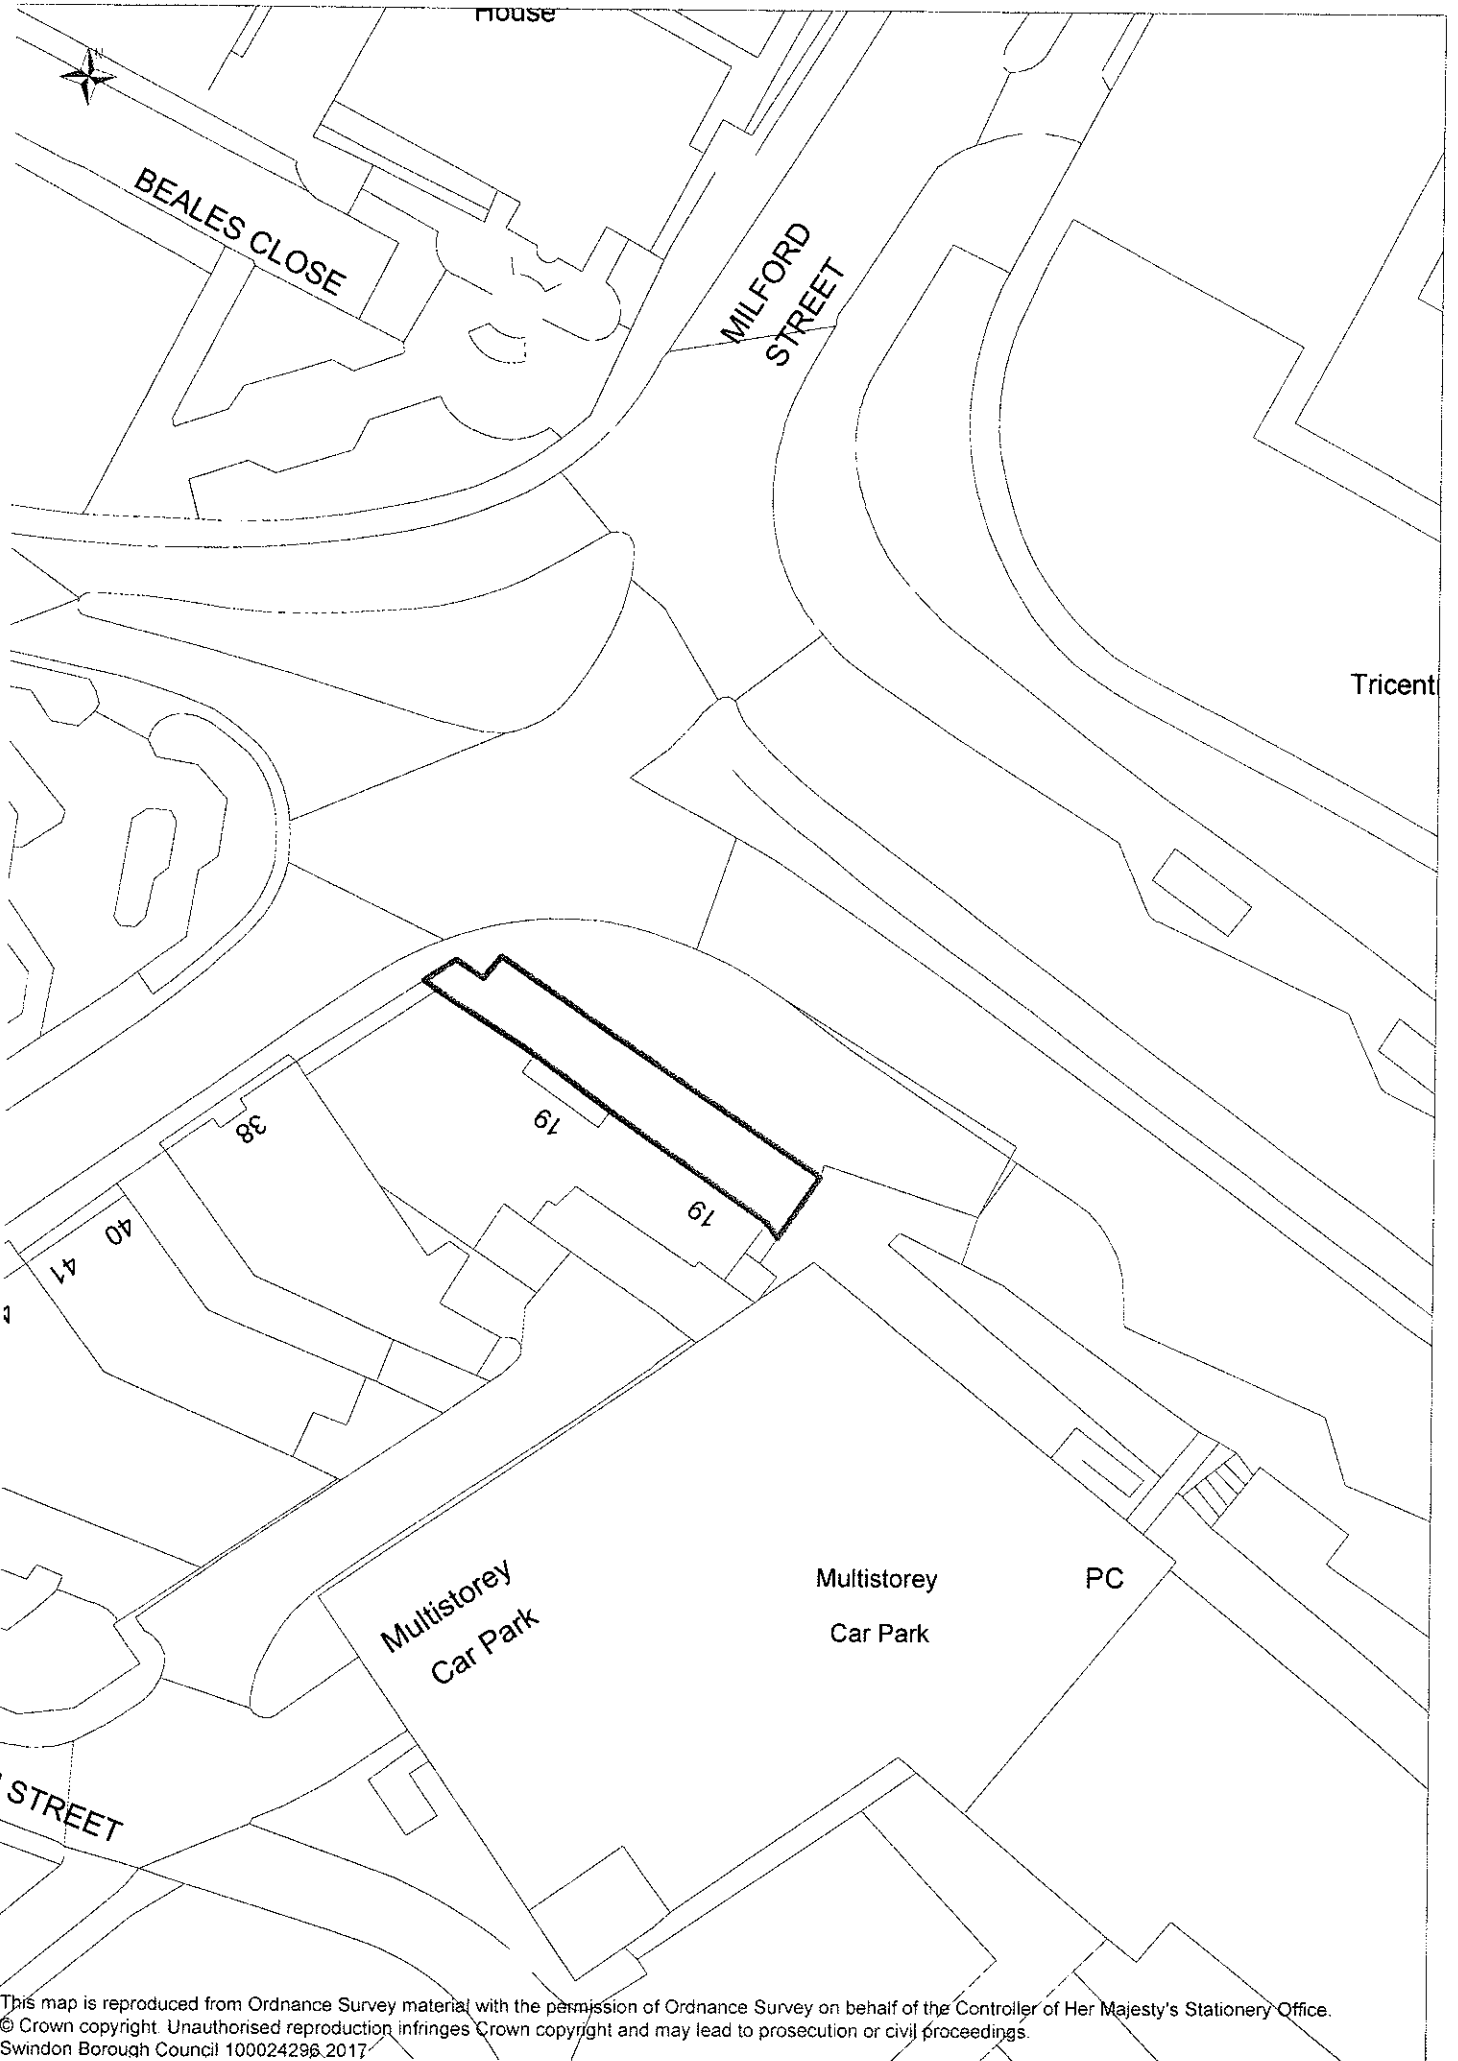 House
N
BEALES CLOSE
MILFORD
STREET
Tricent
38
19
19
40
41
Multistorey
Car Park
Multistorey
Car Park
PC
STREET
This map is reproduced from Ordnance Survey material with the permission of Ordnance Survey on behalf of the Controller of Her Majesty's Stationery Office.
© Crown copyright. Unauthorised reproduction infringes Crown copyright and may lead to prosecution or civil proceedings.
Swindon Borough Council 100024296 2017